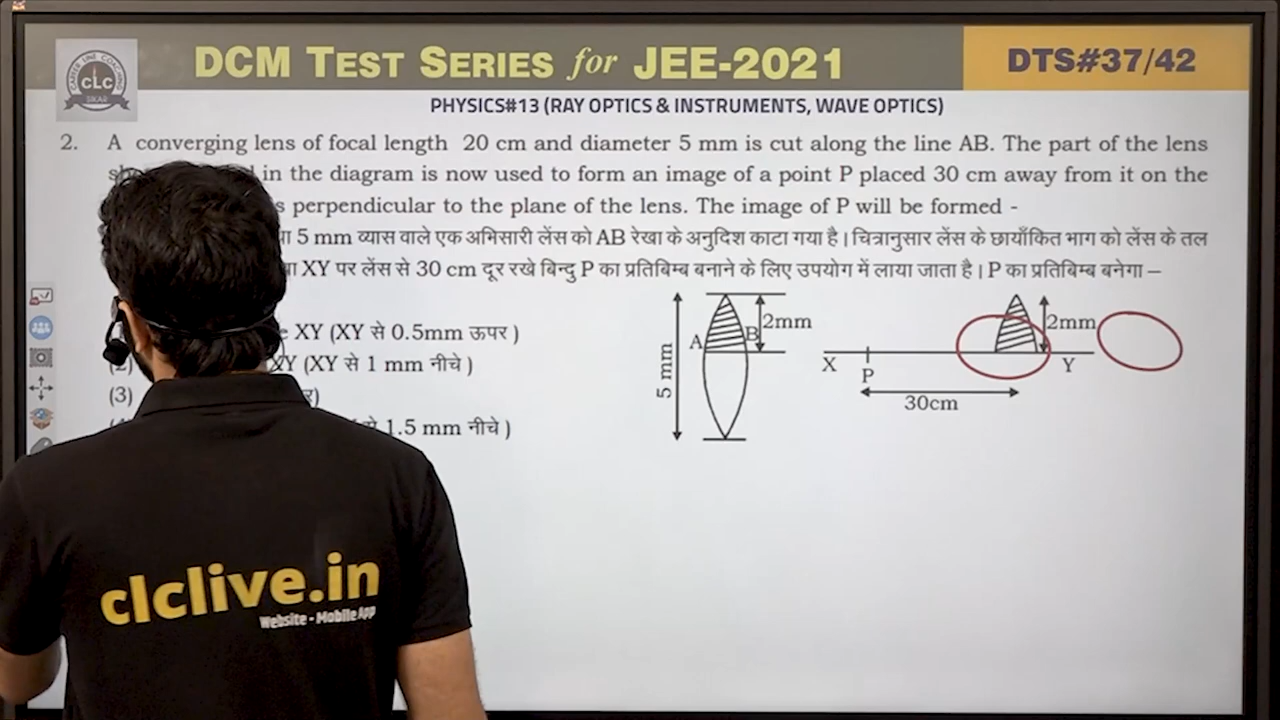 DCM TEST SERIES for JEE-2021
DTS#37/42
CLC
SIKAR
PHYSICS#13 (RAY OPTICS & INSTRUMENTS, WAVE OPTICS)
2. A converging lens of focal length 20 cm and diameter 5 mm is cut along the line AB. The part of the lens
in the diagram is now used to form an image of a point P placed 30 cm away from it on the
perpendicular to the plane of the lens. The image of P will be formed -
5 mm व्यास वाले एक अभिसारी लेंस को AB रेखा के अनुदिश काटा गया है। चित्रानुसार लेंस के छायाँकित भाग को लेंस के तल
XY पर लेंस से 30 cm दूर रखे बिन्दु P का प्रतिबिम्ब बनाने के लिए उपयोग में लाया जाता है। P का प्रतिबिम्ब बनेगा –
XY (XY से 0.5mm ऊपर )
(2) XY (XY से 1 mm नीचे )
(3)
1.5 mm नीचे )
5 mm
A
B
2mm
X
P
30cm
2mm
Y
clclive.in
Website - Mobile App